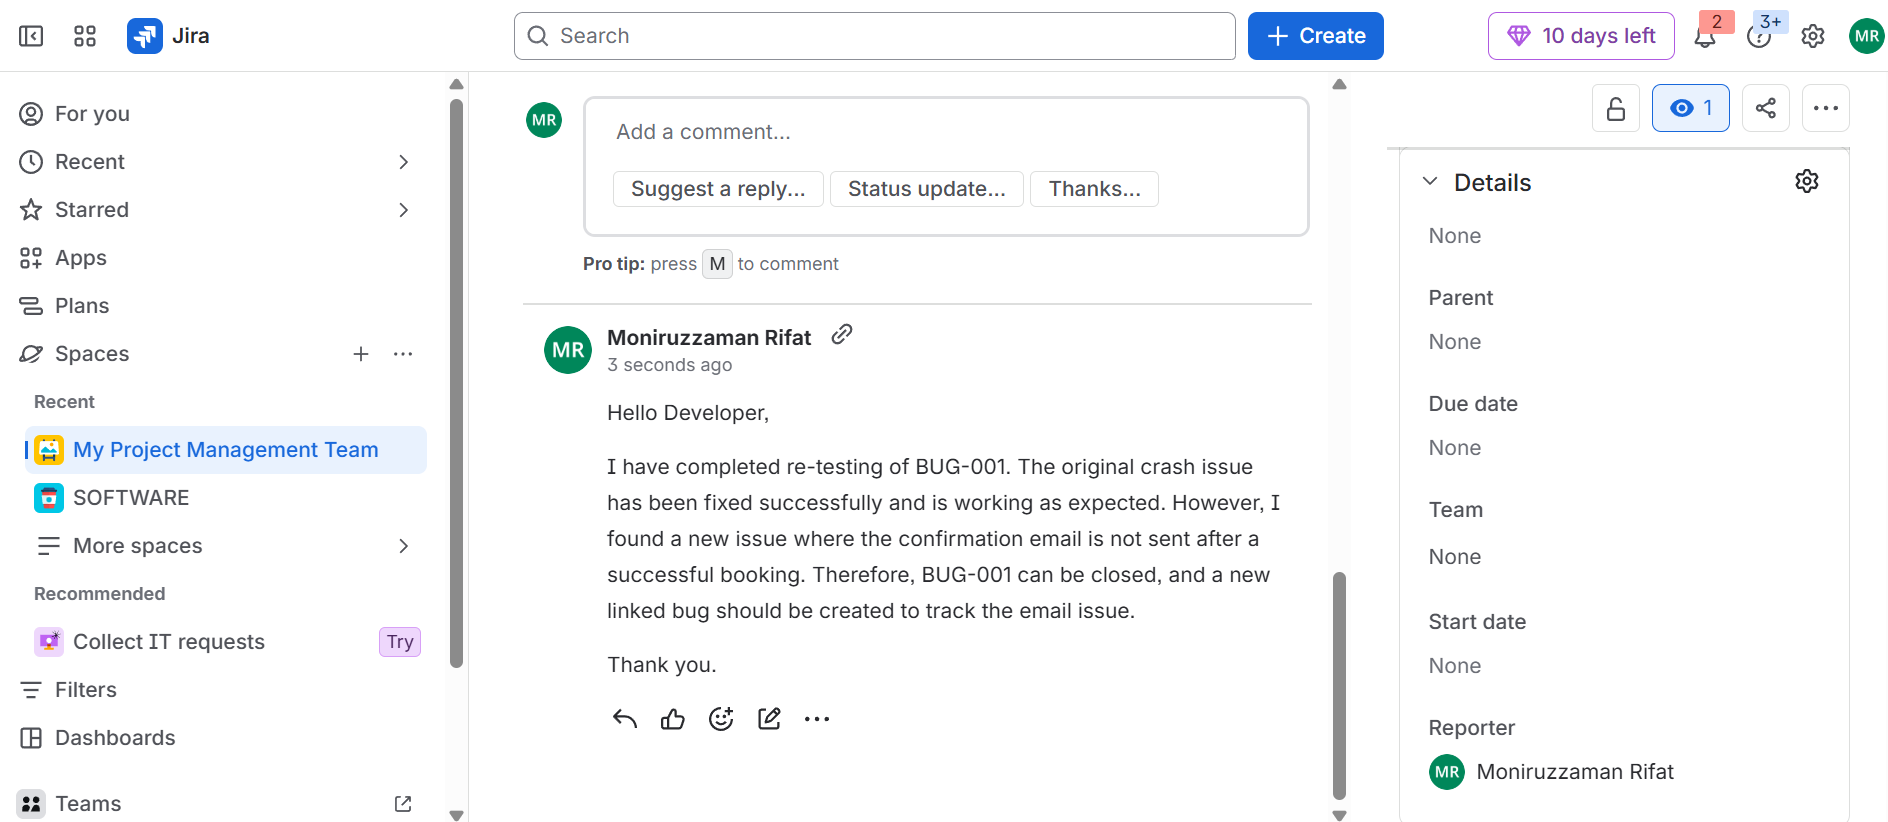 Jira
Search
Create
10 days left
2
3+
MR
For you
Recent
Starred
Apps
Plans
Spaces
Recent
My Project Management Team
SOFTWARE
More spaces
Recommended
Collect IT requests
Try
Filters
Dashboards
Teams
MR
Add a comment...
Suggest a reply...
Status update...
Thanks...
Pro tip: press M to comment
MR
Moniruzzaman Rifat
3 seconds ago
Hello Developer,
I have completed re-testing of BUG-001. The original crash issue
has been fixed successfully and is working as expected. However, I
found a new issue where the confirmation email is not sent after a
successful booking. Therefore, BUG-001 can be closed, and a new
linked bug should be created to track the email issue.
Thank you.
1
Details
None
Parent
None
Due date
None
Team
None
Start date
None
Reporter
MR
Moniruzzaman Rifat